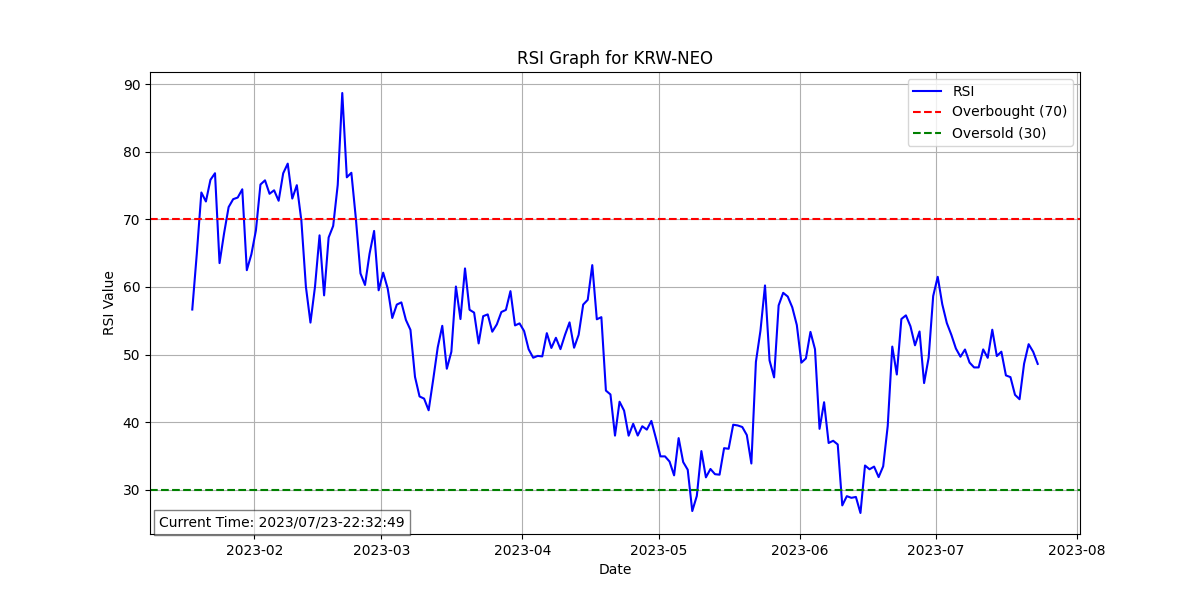 RSI Graph for KRW-NEO
RSI Value
90
80
70
60
50
40
30
RSI
Overbought (70)
Oversold (30)
Current Time: 2023/07/23-22:32:49
2023-02
2023-03
2023-04
2023-05
2023-06
2023-07
2023-08
Date